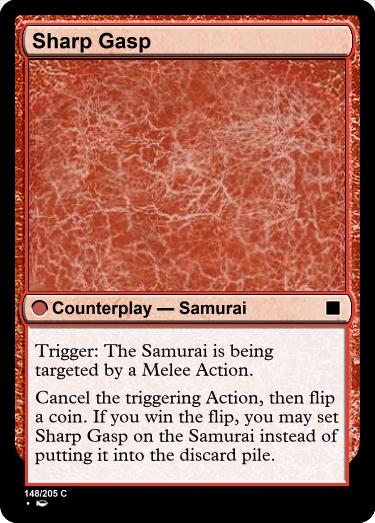 Sharp Gasp
Counterplay — Samurai
Trigger: The Samurai is being
targeted by a Melee Action.
Cancel the triggering Action, then flip
a coin. If you win the flip, you may set
Sharp Gasp on the Samurai instead of
putting it into the discard pile.
148/205 C